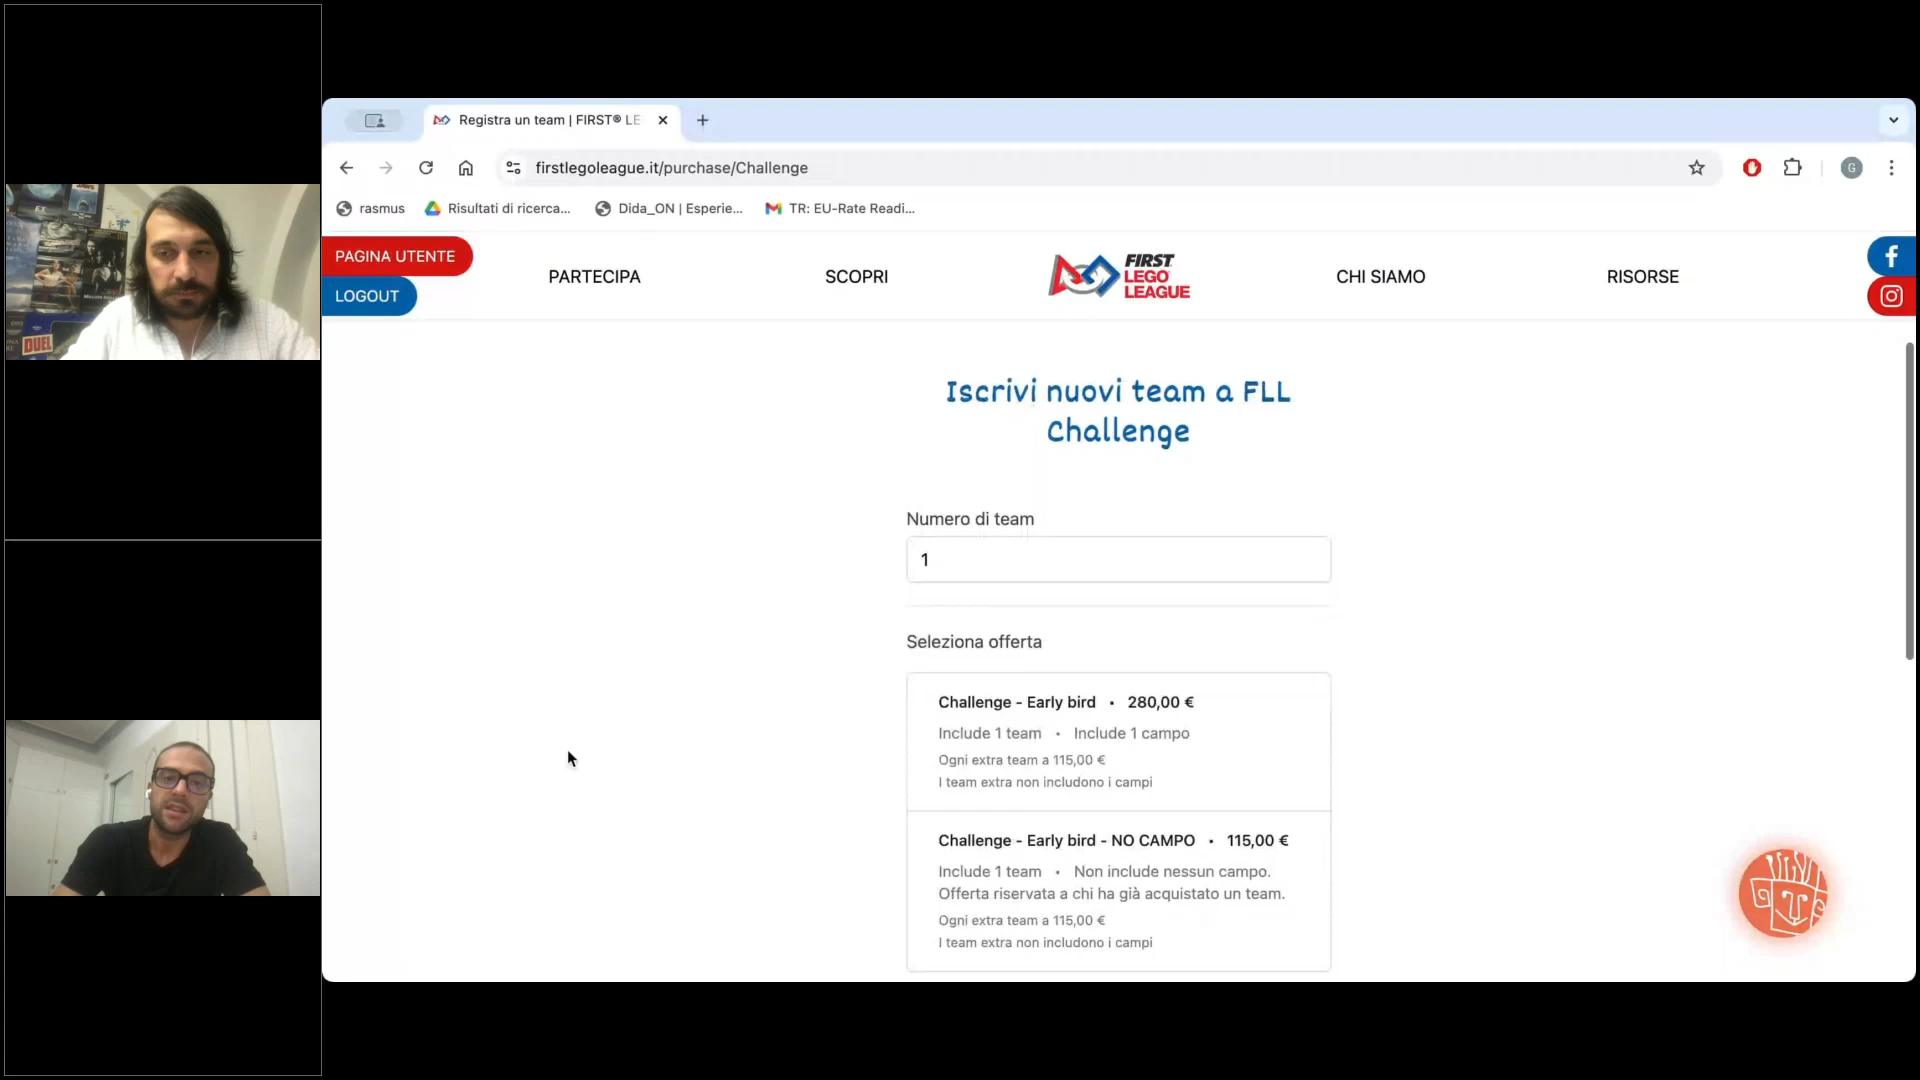 Registra un team | FIRST® LE
firstlegoleague.it/purchase/Challenge
G
rasmus
Risultati di ricerca...
Dida_ON | Esperie...
TR: EU-Rate Readi...
PAGINA UTENTE
LOGOUT
PARTECIPA
SCOPRI
FIRST
LEGO
LEAGUE
CHI SIAMO
RISORSE
Iscrivi nuovi team a FLL
Challenge
Numero di team
1
Seleziona offerta
Challenge - Early bird • 280,00 €
Include 1 team • Include 1 campo
Ogni extra team a 115,00 €
I team extra non includono i campi
Challenge - Early bird - NO CAMPO • 115,00 €
Include 1 team • Non include nessun campo.
Offerta riservata a chi ha già acquistato un team.
Ogni extra team a 115,00 €
I team extra non includono i campi
E.T.
DUEL